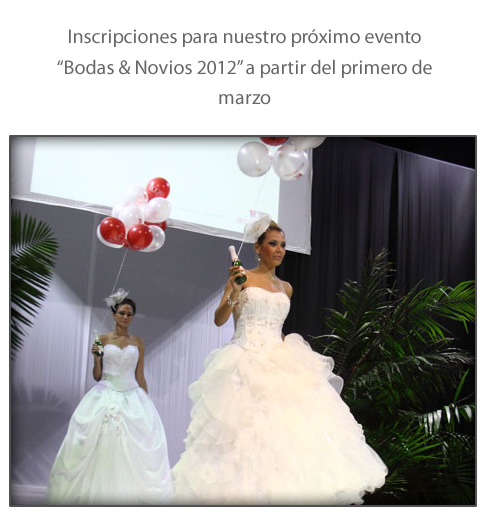 Inscripciones para nuestro próximo evento
“Bodas & Novios 2012” a partir del primero de
marzo